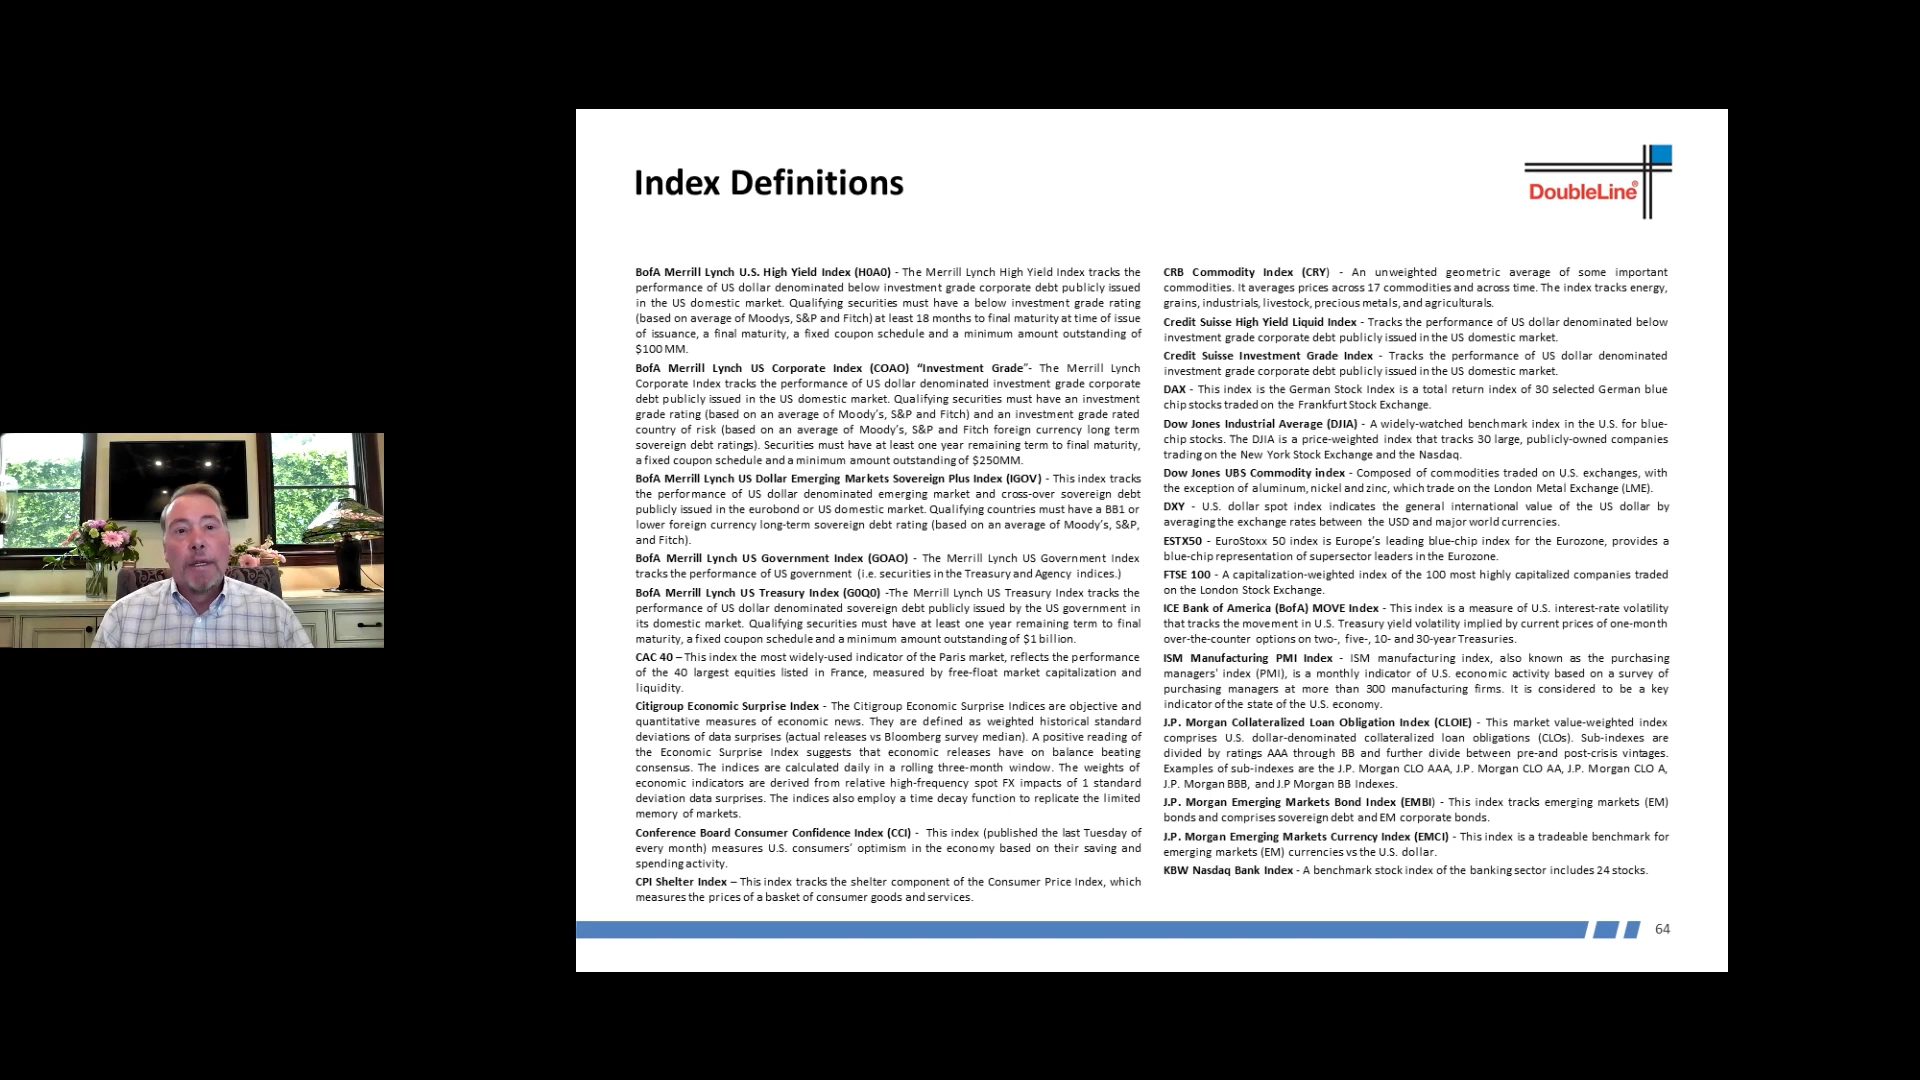 Index Definitions
DoubleLine®
BofA Merrill Lynch U.S. High Yield Index (H0A0) - The Merrill Lynch High Yield Index tracks the
performance of US dollar denominated below investment grade corporate debt publicly issued
in the US domestic market. Qualifying securities must have a below investment grade rating
(based on average of Moodys, S&P and Fitch) at least 18 months to final maturity at time of issue
of issuance, a final maturity, a fixed coupon schedule and a minimum amount outstanding of
$100 MM.
BofA Merrill Lynch US Corporate Index (COAO) “Investment Grade”- The Merrill Lynch
Corporate Index tracks the performance of US dollar denominated investment grade corporate
debt publicly issued in the US domestic market. Qualifying securities must have an investment
grade rating (based on an average of Moody’s, S&P and Fitch) and an investment grade rated
country of risk (based on an average of Moody’s, S&P and Fitch foreign currency long term
sovereign debt ratings). Securities must have at least one year remaining term to final maturity,
a fixed coupon schedule and a minimum amount outstanding of $250MM.
BofA Merrill Lynch US Dollar Emerging Markets Sovereign Plus Index (IGOV) - This index tracks
the performance of US dollar denominated emerging market and cross-over sovereign debt
publicly issued in the eurobond or US domestic market. Qualifying countries must have a BB1 or
lower foreign currency long-term sovereign debt rating (based on an average of Moody’s, S&P,
and Fitch).
BofA Merrill Lynch US Government Index (GOAO) - The Merrill Lynch US Government Index
tracks the performance of US government (i.e. securities in the Treasury and Agency indices.)
BofA Merrill Lynch US Treasury Index (G0Q0) -The Merrill Lynch US Treasury Index tracks the
performance of US dollar denominated sovereign debt publicly issued by the US government in
its domestic market. Qualifying securities must have at least one year remaining term to final
maturity, a fixed coupon schedule and a minimum amount outstanding of $1 billion.
CAC 40 – This index the most widely-used indicator of the Paris market, reflects the performance
of the 40 largest equities listed in France, measured by free-float market capitalization and
liquidity.
Citigroup Economic Surprise Index - The Citigroup Economic Surprise Indices are objective and
quantitative measures of economic news. They are defined as weighted historical standard
deviations of data surprises (actual releases vs Bloomberg survey median). A positive reading of
the Economic Surprise Index suggests that economic releases have on balance beating
consensus. The indices are calculated daily in a rolling three-month window. The weights of
economic indicators are derived from relative high-frequency spot FX impacts of 1 standard
deviation data surprises. The indices also employ a time decay function to replicate the limited
memory of markets.
Conference Board Consumer Confidence Index (CCI) - This index (published the last Tuesday of
every month) measures U.S. consumers’ optimism in the economy based on their saving and
spending activity.
CPI Shelter Index – This index tracks the shelter component of the Consumer Price Index, which
measures the prices of a basket of consumer goods and services.
CRB Commodity Index (CRY) - An unweighted geometric average of some important
commodities. It averages prices across 17 commodities and across time. The index tracks energy,
grains, industrials, livestock, precious metals, and agriculturals.
Credit Suisse High Yield Liquid Index - Tracks the performance of US dollar denominated below
investment grade corporate debt publicly issued in the US domestic market.
Credit Suisse Investment Grade Index - Tracks the performance of US dollar denominated
investment grade corporate debt publicly issued in the US domestic market.
DAX - This index is the German Stock Index is a total return index of 30 selected German blue
chip stocks traded on the Frankfurt Stock Exchange.
Dow Jones Industrial Average (DJIA) - A widely-watched benchmark index in the U.S. for blue-
chip stocks. The DJIA is a price-weighted index that tracks 30 large, publicly-owned companies
trading on the New York Stock Exchange and the Nasdaq.
Dow Jones UBS Commodity index - Composed of commodities traded on U.S. exchanges, with
the exception of aluminum, nickel and zinc, which trade on the London Metal Exchange (LME).
DXY - U.S. dollar spot index indicates the general international value of the US dollar by
averaging the exchange rates between the USD and major world currencies.
ESTX50 - EuroStoxx 50 index is Europe’s leading blue-chip index for the Eurozone, provides a
blue-chip representation of supersector leaders in the Eurozone.
FTSE 100 - A capitalization-weighted index of the 100 most highly capitalized companies traded
on the London Stock Exchange.
ICE Bank of America (BofA) MOVE Index - This index is a measure of U.S. interest-rate volatility
that tracks the movement in U.S. Treasury yield volatility implied by current prices of one-month
over-the-counter options on two-, five-, 10- and 30-year Treasuries.
ISM Manufacturing PMI Index - ISM manufacturing index, also known as the purchasing
managers' index (PMI), is a monthly indicator of U.S. economic activity based on a survey of
purchasing managers at more than 300 manufacturing firms. It is considered to be a key
indicator of the state of the U.S. economy.
J.P. Morgan Collateralized Loan Obligation Index (CLOIE) - This market value-weighted index
comprises U.S. dollar-denominated collateralized loan obligations (CLOs). Sub-indexes are
divided by ratings AAA through BB and further divide between pre-and post-crisis vintages.
Examples of sub-indexes are the J.P. Morgan CLO AAA, J.P. Morgan CLO AA, J.P. Morgan CLO A,
J.P. Morgan BBB, and J.P Morgan BB Indexes.
J.P. Morgan Emerging Markets Bond Index (EMBI) - This index tracks emerging markets (EM)
bonds and comprises sovereign debt and EM corporate bonds.
J.P. Morgan Emerging Markets Currency Index (EMCI) - This index is a tradeable benchmark for
emerging markets (EM) currencies vs the U.S. dollar.
KBW Nasdaq Bank Index - A benchmark stock index of the banking sector includes 24 stocks.
64